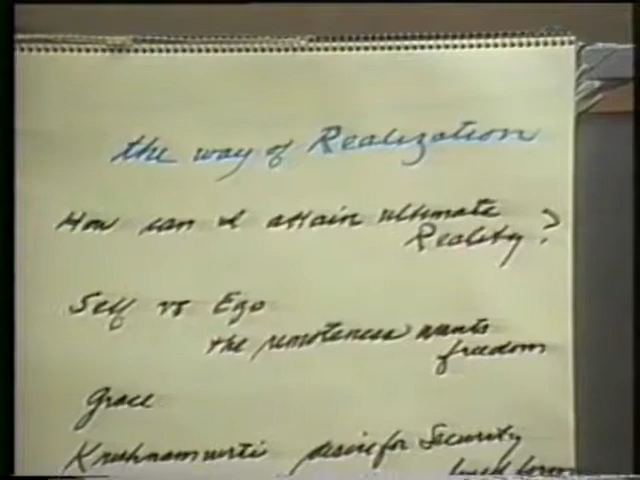 the way of Realization
How can I attain ultimate
Reality?
Self vs Ego
the remoteness wants
freedom
Grace
Krishnamurti desire for Security